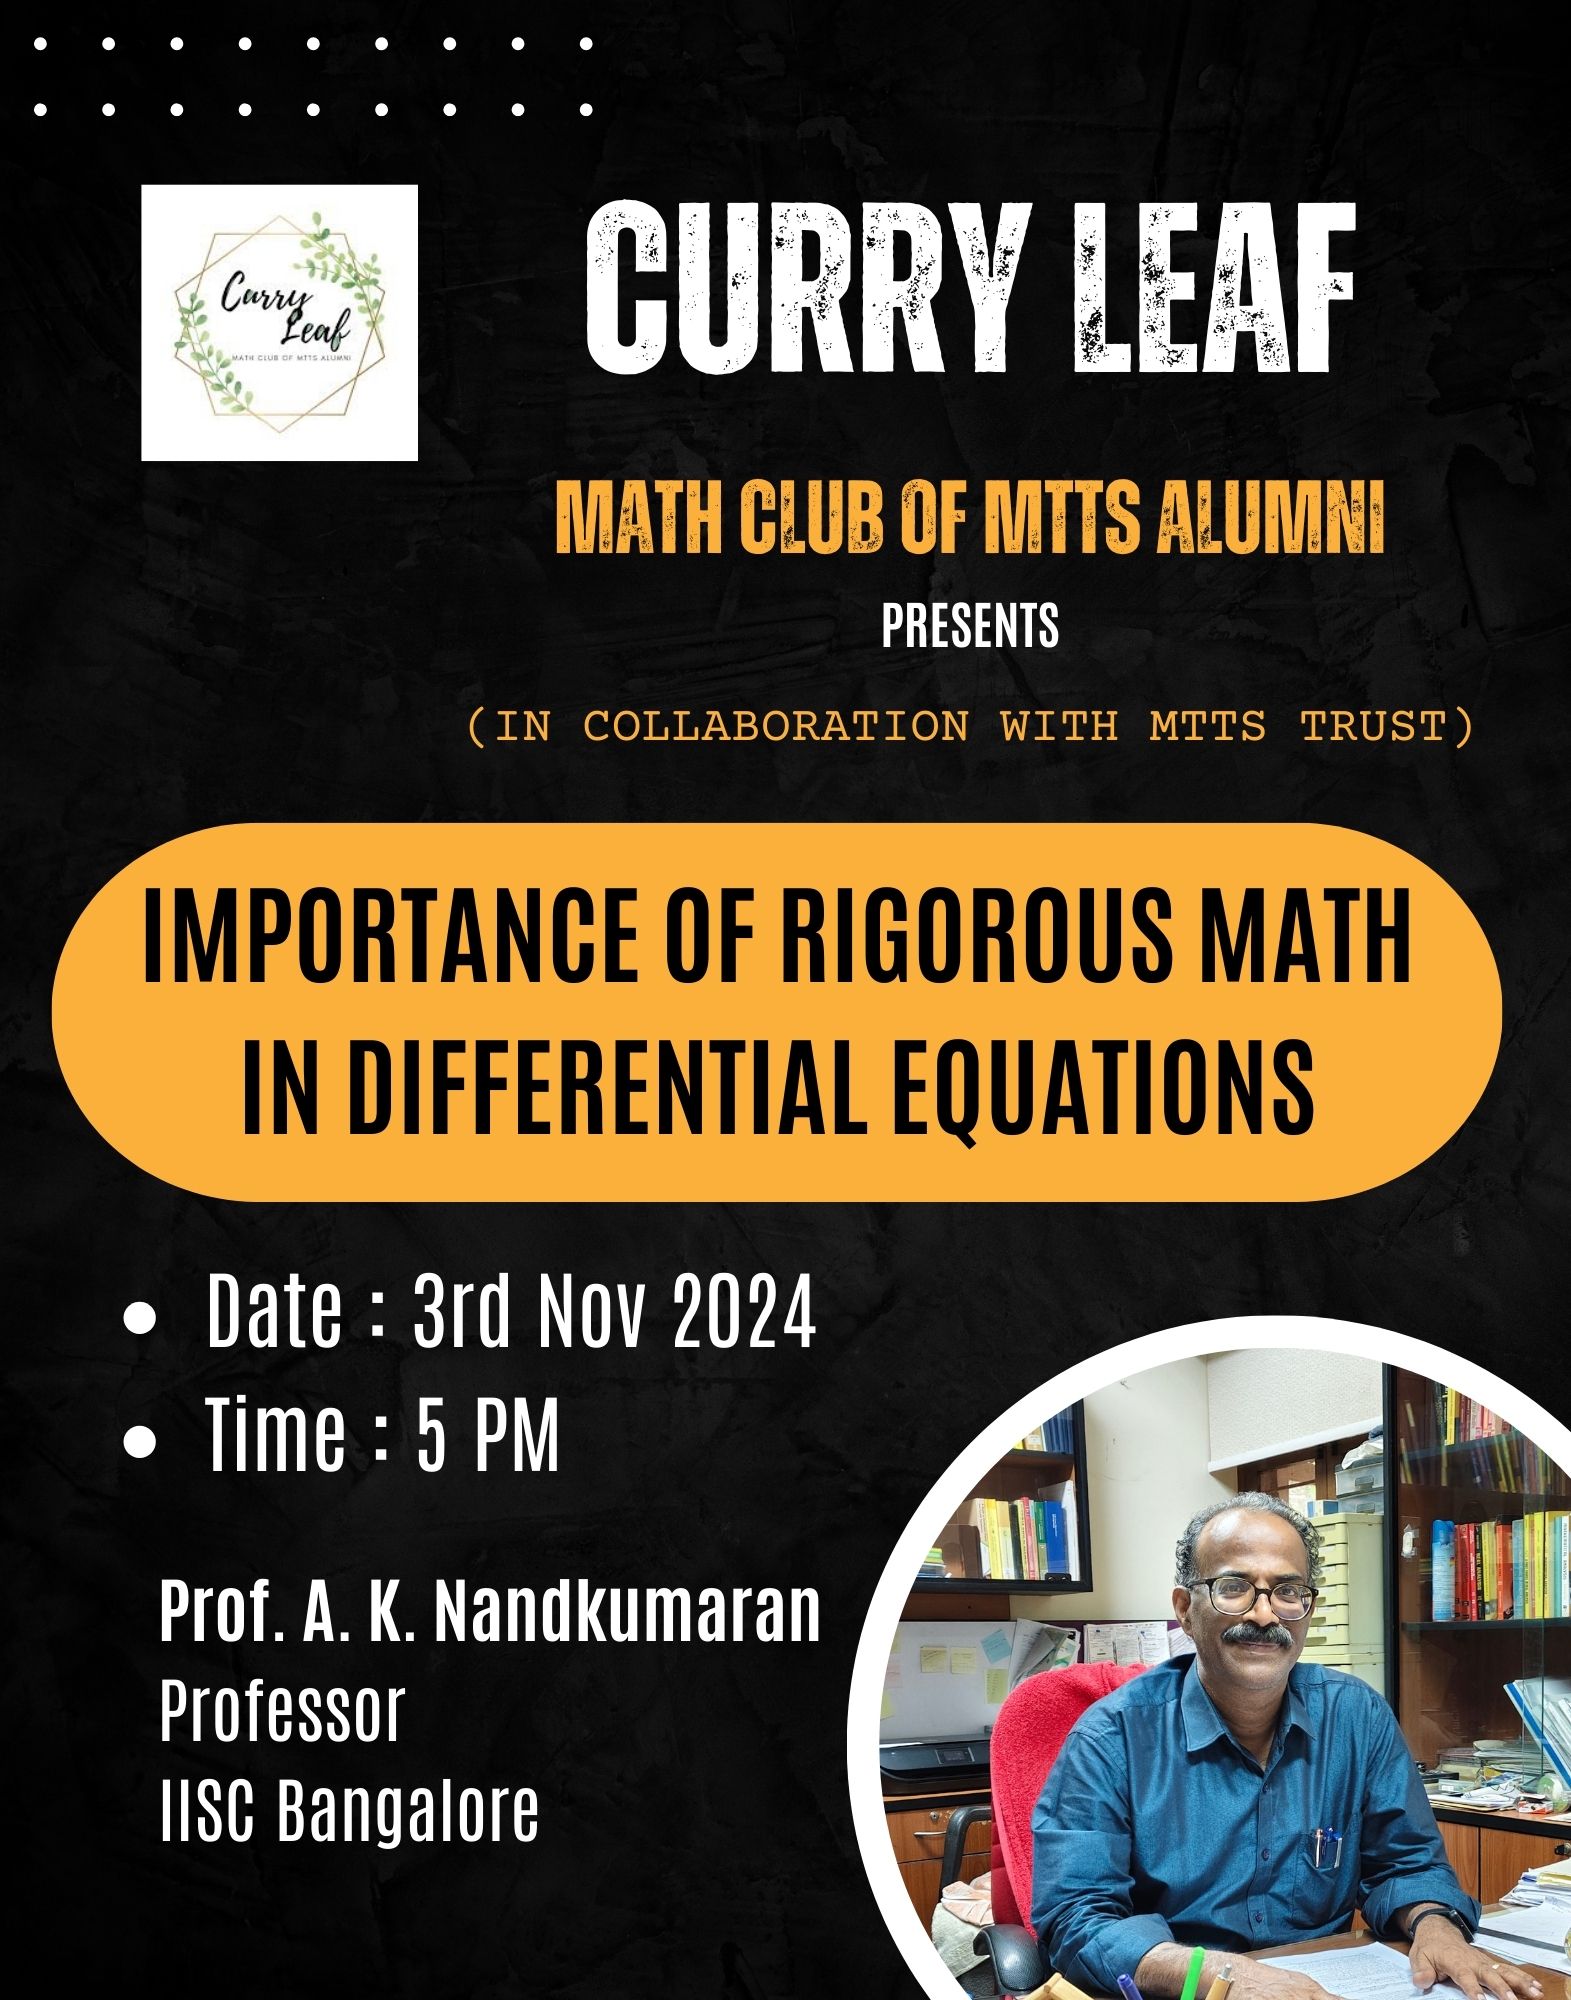 Curry
Leaf
MATH CLUB OF MTTS ALUMNI
CURRY LEAF
MATH CLUB OF MTTS ALUMNI
PRESENTS
(IN COLLABORATION WITH MTTS TRUST)
IMPORTANCE OF RIGOROUS MATH
IN DIFFERENTIAL EQUATIONS
Date : 3rd Nov 2024
Time : 5 PM
Prof. A. K. Nandkumaran
Professor
IISC Bangalore